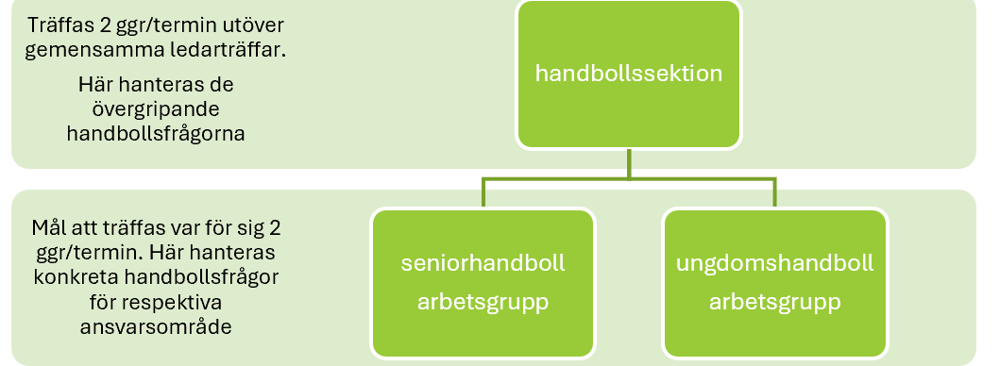 Träffas 2 ggr/termin utöver
gemensamma ledarträffar.
Här hanteras de
övergripande
handbollsfrågorna
handbollssektion
Mål att träffas var för sig 2
ggr/termin. Här hanteras
konkreta handbollsfrågor
för respektiva
ansvarsområde
seniorhandboll
arbetsgrupp
ungdomshandboll
arbetsgrupp